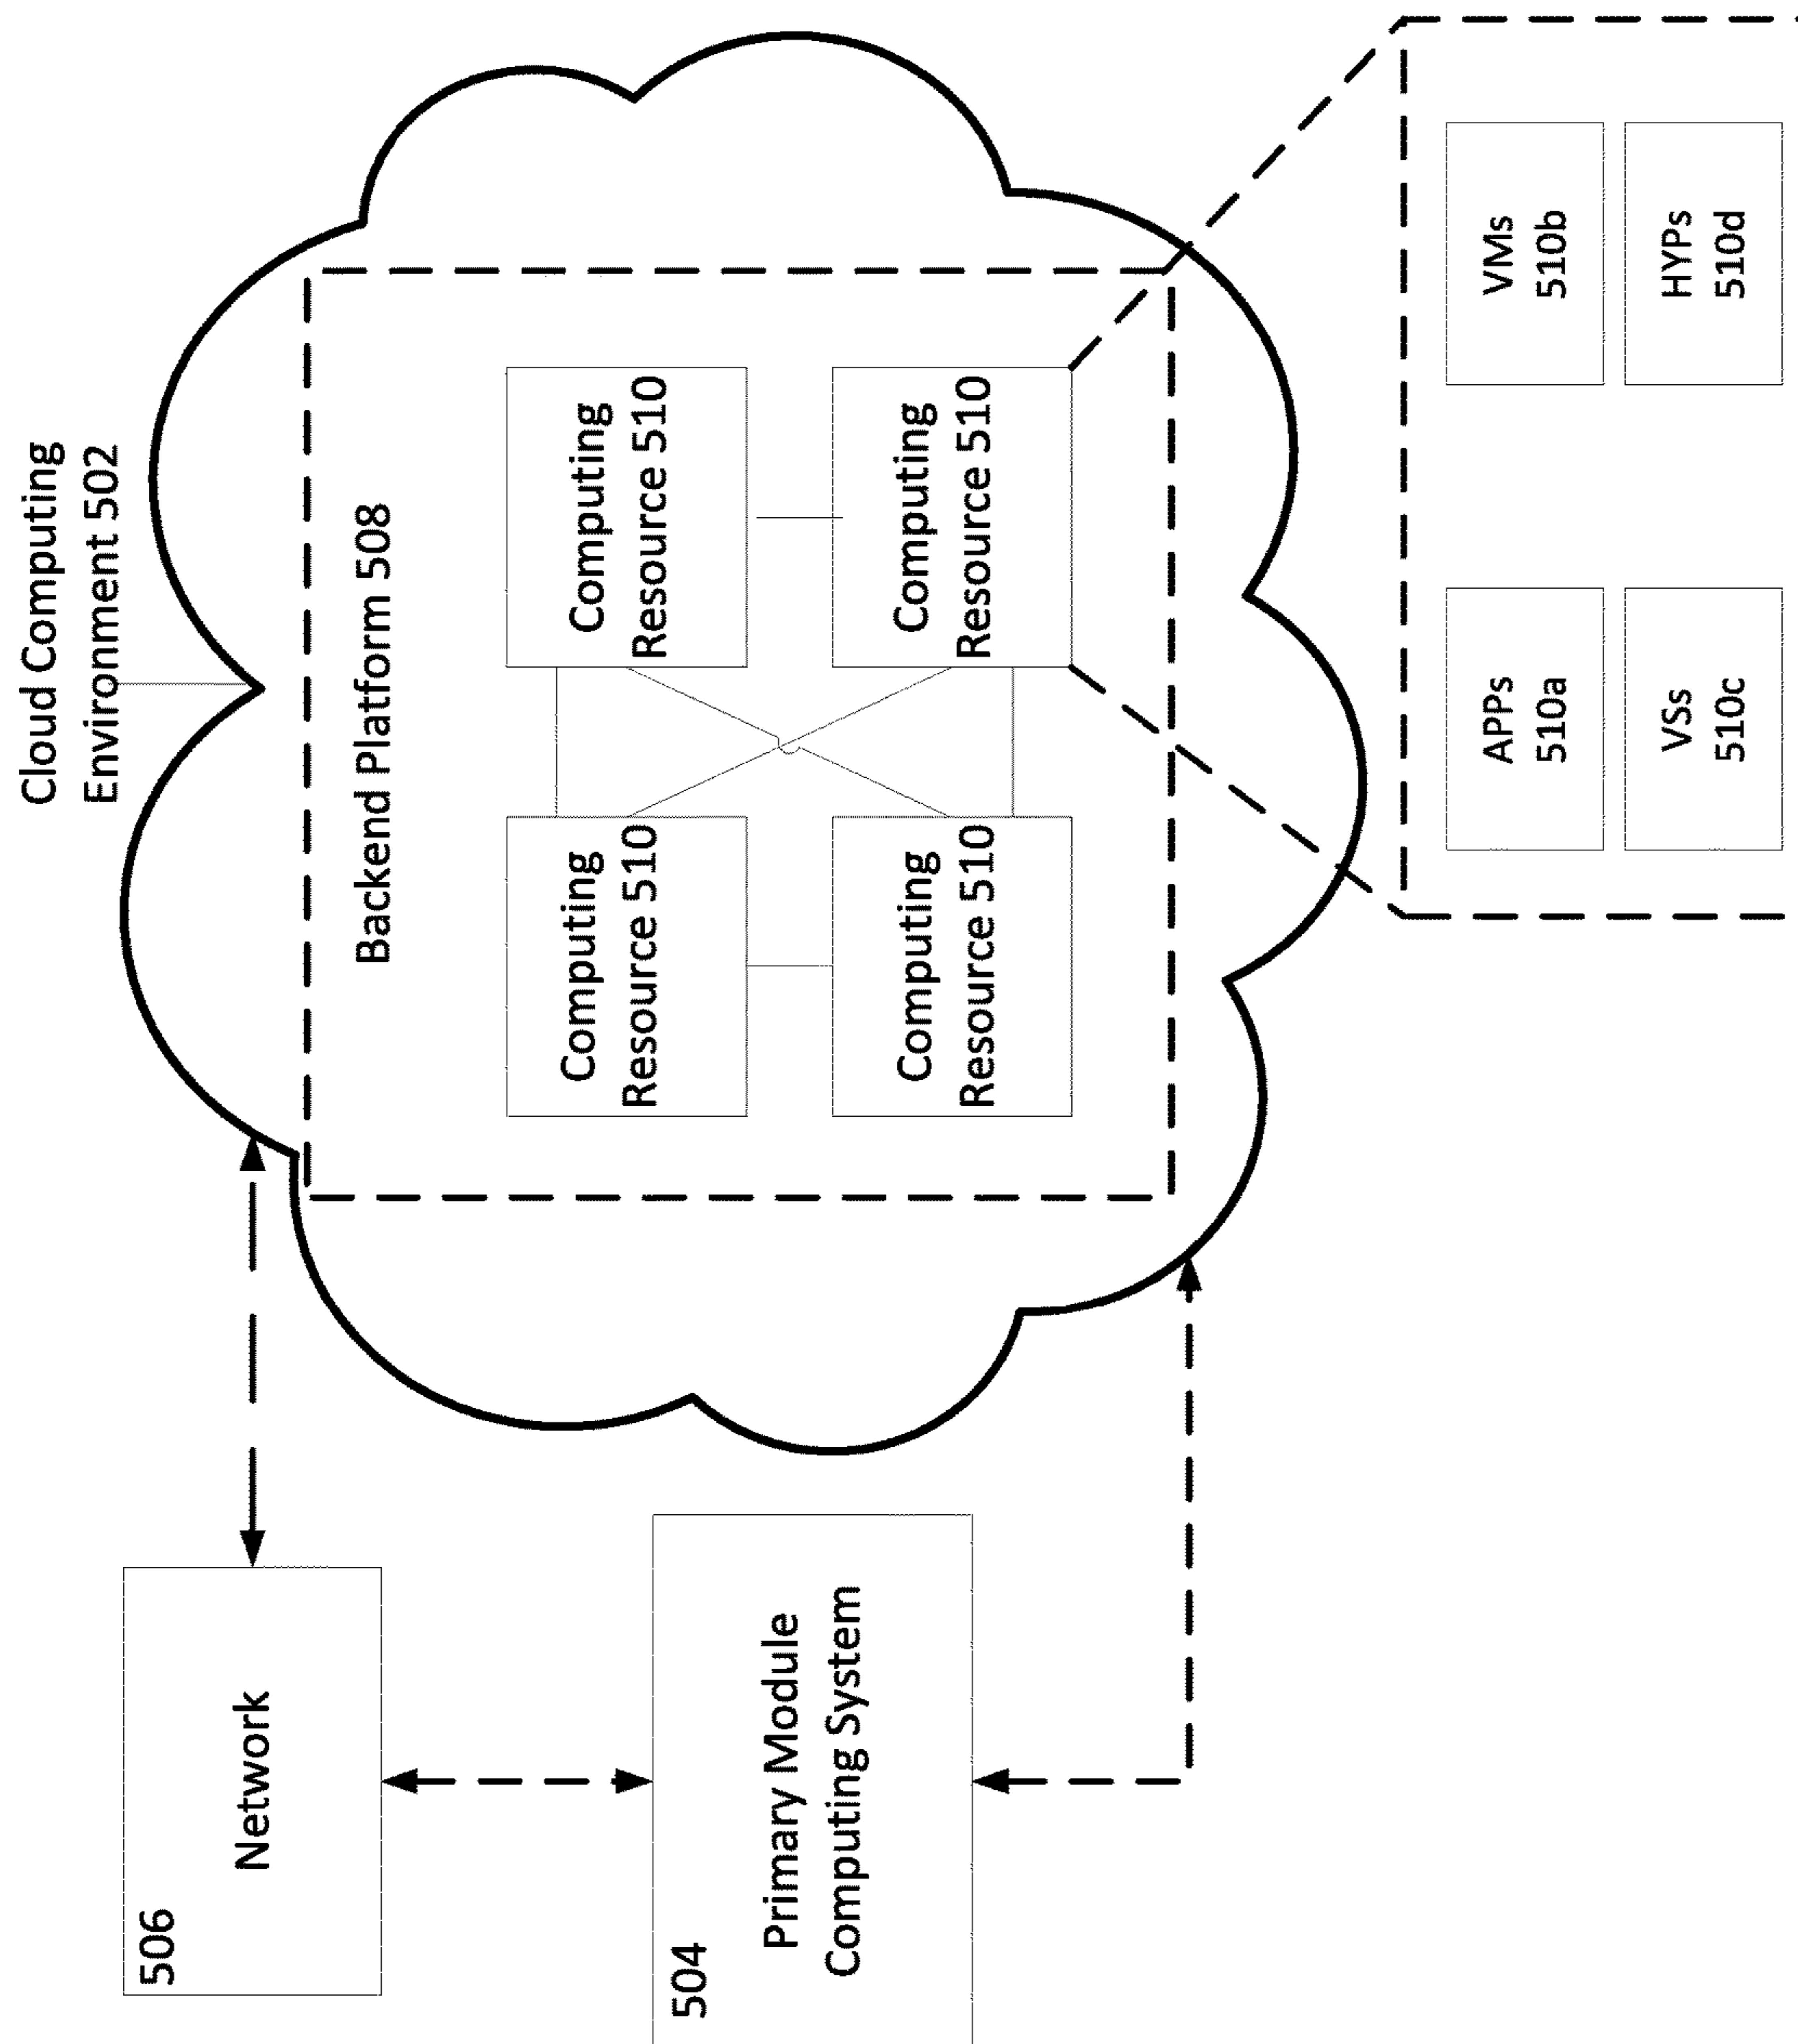 Cloud Computing
Environment 502
506
Network
Backend Platform 508
Computing
Resource 510
Computing
Resource 510
504
Primary Module
Computing System
Computing
Resource 510
Computing
Resource 510
APPs
510a
VMs
510b
VSs
510c
HYPs
510d